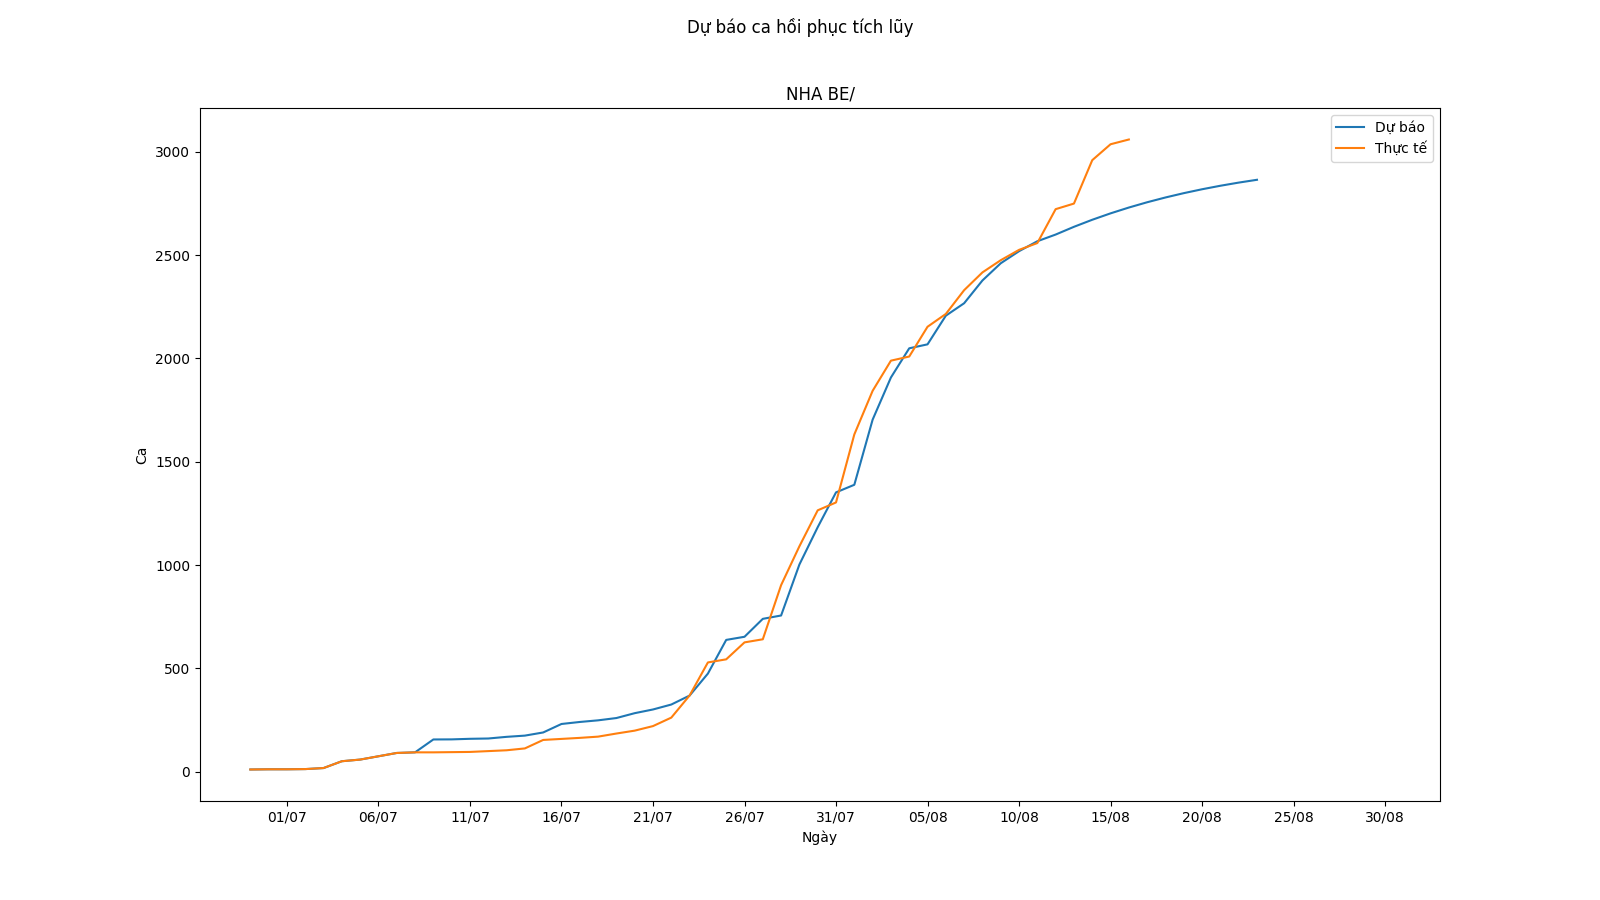 Dự báo ca hồi phục tích lũy
NHA BE/
Dự báo
Thực tế
3000
2500
2000
1500
1000
500
0
Ca
01/07 06/07 11/07 16/07 21/07 26/07 31/07 05/08 10/08 15/08 20/08 25/08 30/08
Ngày